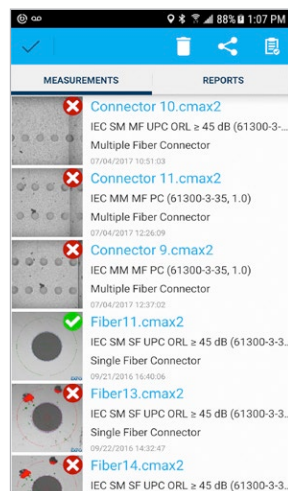 88% 1:07 PM
MEASUREMENTS REPORTS
Connector 10.cmax2
IEC SM MF UPC ORL ≥ 45 dB (61300-3-...
Multiple Fiber Connector
07/04/2017 10:51:03
Connector 11.cmax2
IEC MM MF PC (61300-3-35, 1.0)
Multiple Fiber Connector
07/04/2017 12:26:09
Connector 9.cmax2
IEC MM MF PC (61300-3-35, 1.0)
Multiple Fiber Connector
07/04/2017 12:37:02
Fiber11.cmax2
IEC SM SF UPC ORL ≥ 45 dB (61300-3-3...
Single Fiber Connector
09/21/2016 16:40:06
Fiber13.cmax2
IEC SM SF UPC ORL ≥ 45 dB (61300-3-3...
Single Fiber Connector
09/22/2016 14:32:47
Fiber14.cmax2
IEC SM SF UPC ORL ≥ 45 dB (61300-3-3...